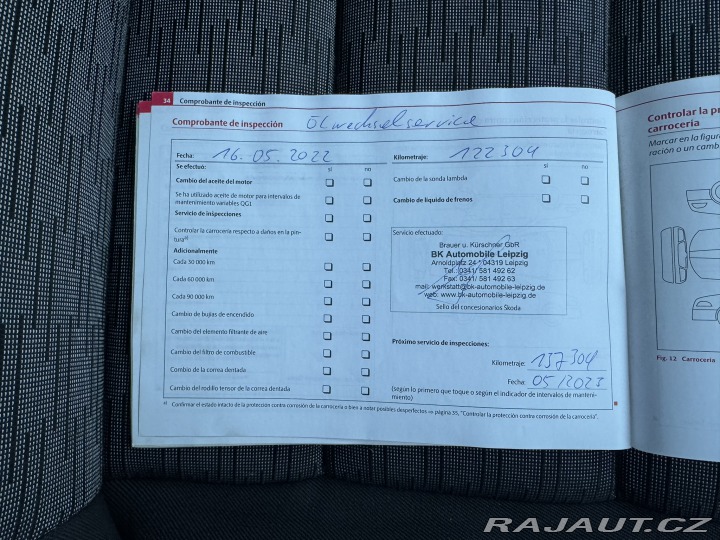 34 Comprobante de inspección
Comprobante de inspección Ölwechselservice
Fecha: 16.05.2022
Kilometraje: 122304
Se efectuó:
sí no
sí no
Cambio del aceite del motor
Cambio de la sonda lambda
Se ha utilizado aceite de motor para intervalos de
mantenimiento variables QG1
Cambio de líquido de frenos
Servicio de inspecciones
Controlar la carrocería respecto a daños en la pin-
tura a)
Adicionalmente
Cada 30 000 km
Cada 60 000 km
Cada 90 000 km
Cambio de bujías de encendido
Cambio del elemento filtrante de aire
Cambio del filtro de combustible
Cambio de la correa dentada
Cambio del rodillo tensor de la correa dentada
Servicio efectuado:
Brauer u. Kürschner GbR
BK Automobile Leipzig
Arnoldplatz 24 · 04319 Leipzig
Tel.: 0341/ 581 492 62
Fax: 0341/ 581 492 63
mail: werkstatt@bk-automobile-leipzig.de
web: www.bk-automobile-leipzig.de
Sello del concesionarios Škoda
Próximo servicio de inspecciones:
Kilometraje: 137304
Fecha: 05/2023
(según lo primero que toque o según el indicador de intervalos de manteni-
miento)
a) Confirmar el estado intacto de la protección contra corrosión de la carrocería o bien a notar posibles desperfectos ⇒ página 35, "Controlar la protección contra corrosión de la carrocería".
Controlar la pr
carrocería
Marcar en la figura
ración o un camb
Fig. 12 Carrocería
RAJAUT.CZ